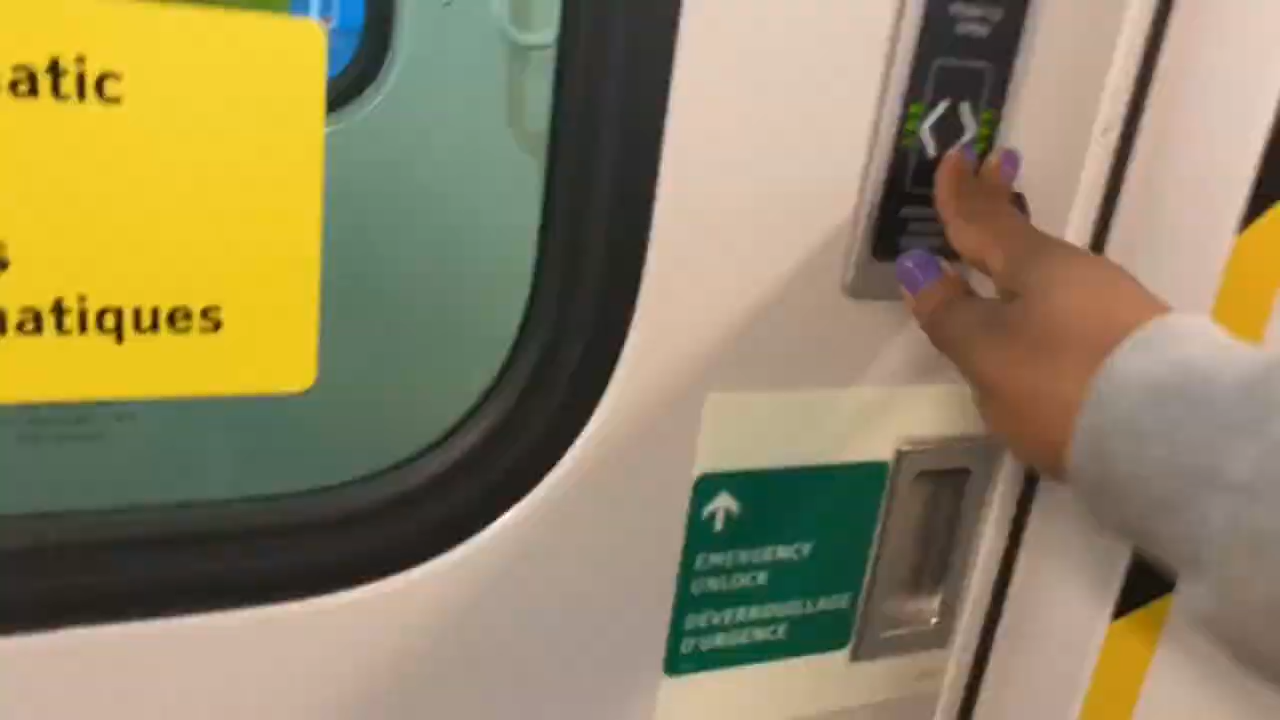 atic
s
atiques
EMERGENCY
UNLOCK
DÉVERROUILLAGE
D'URGENCE